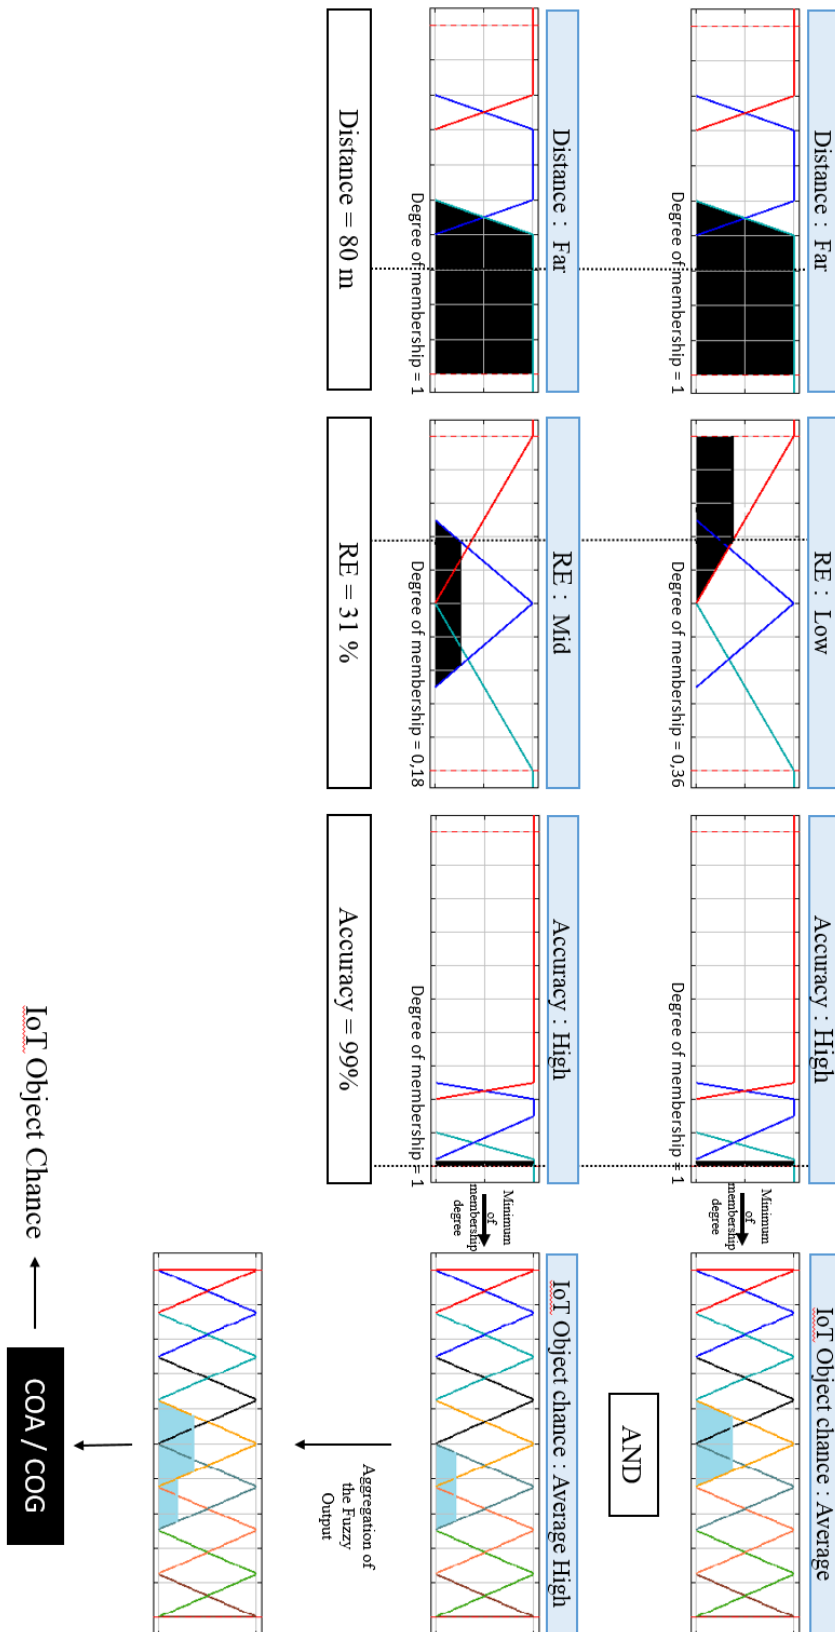 Distance : Far
RE : Low
Accuracy : High
IoT Object chance : Average
Degree of membership = 1
Degree of membership = 0,36
Degree of membership = 1
Minimum
of
membership
degree
AND
Distance : Far
RE : Mid
Accuracy : High
IoT Object chance : Average High
Degree of membership = 1
Degree of membership = 0,18
Degree of membership = 1
Minimum
of
membership
degree
Distance = 80 m
RE = 31 %
Accuracy = 99%
Aggregation of
the Fuzzy
Output
IoT Object Chance
COA / COG